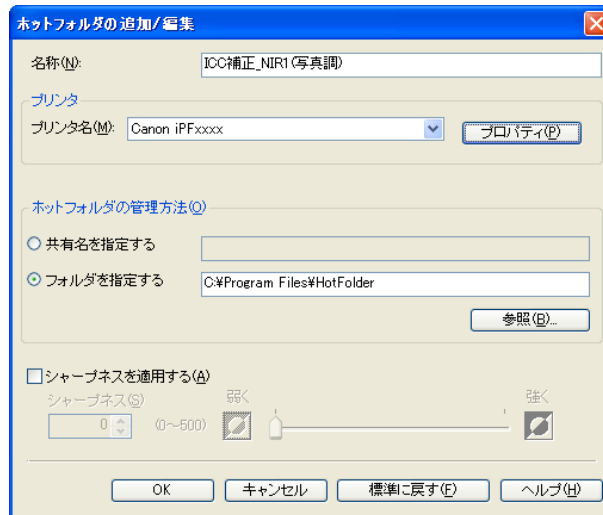 ホットフォルダの追加/編集
名称(N): ICC補正_NIR1(写真調)
プリンタ
プリンタ名(M): Canon iPFxxxx プロパティ(P)
ホットフォルダの管理方法(O)
共有名を指定する
フォルダを指定する C:¥Program Files¥HotFolder
参照(B)...
シャープネスを適用する(A)
シャープネス(S) 弱く 強く
0 (0~500)
OK キャンセル 標準に戻す(F) ヘルプ(H)